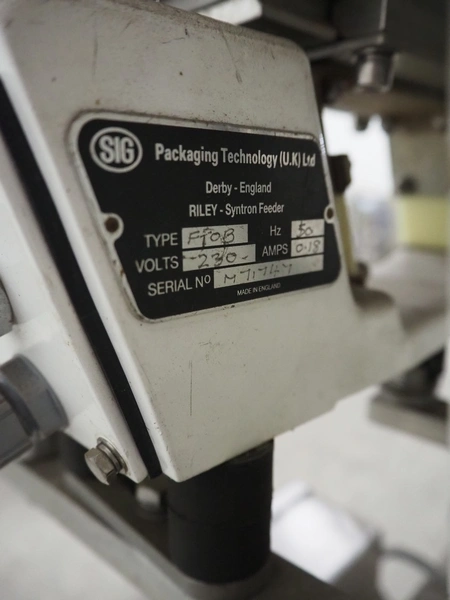 SIG
Packaging Technology (U.K) Ltd
Derby - England
RILEY - Syntron Feeder
TYPE FTOB Hz 50
VOLTS 230 AMPS 0.18
SERIAL NO
MADE IN ENGLAND